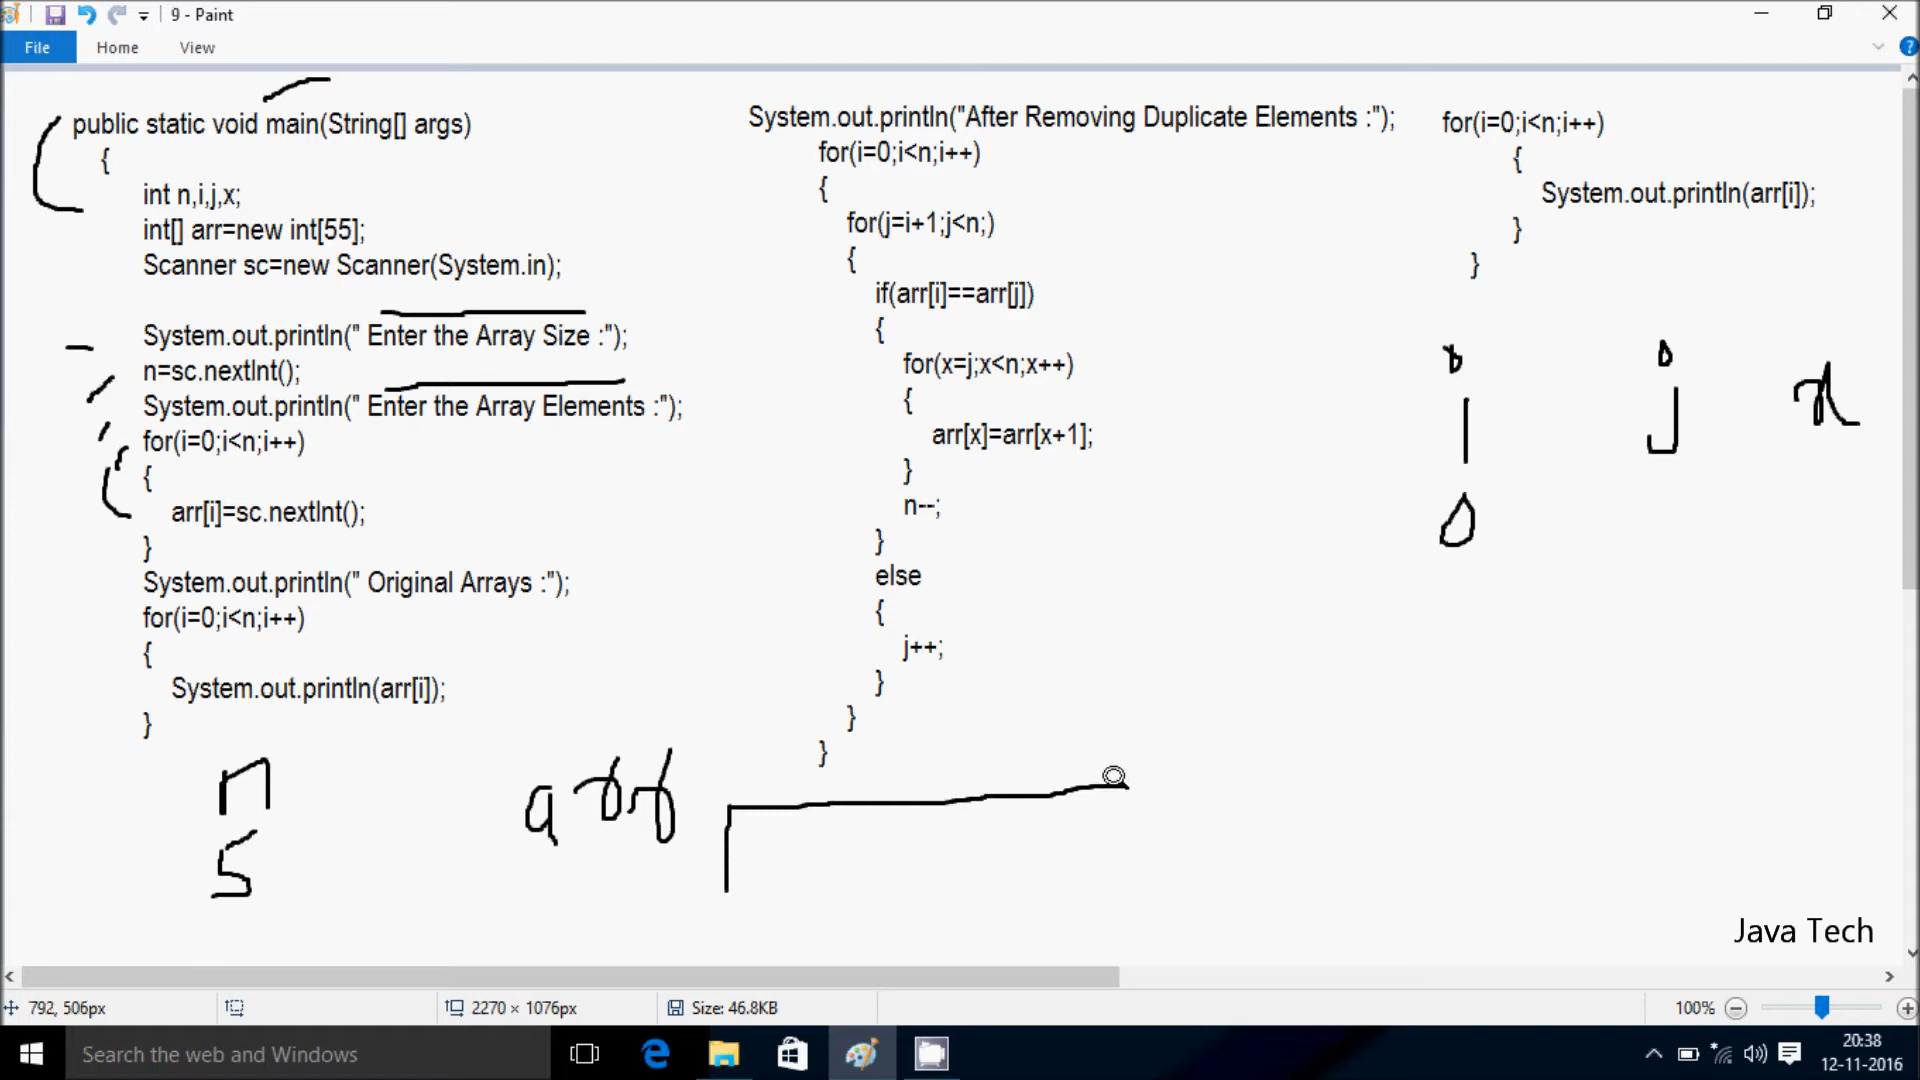 9 - Paint
File Home View
public static void main(String[] args)
{
int n,i,j,x;
int[] arr=new int[55];
Scanner sc=new Scanner(System.in);
System.out.println(" Enter the Array Size :");
n=sc.nextInt();
System.out.println(" Enter the Array Elements :");
for(i=0;i<n;i++)
{
arr[i]=sc.nextInt();
}
System.out.println(" Original Arrays :");
for(i=0;i<n;i++)
{
System.out.println(arr[i]);
}
System.out.println("After Removing Duplicate Elements :");
for(i=0;i<n;i++)
{
for(j=i+1;j<n;)
{
if(arr[i]==arr[j])
{
for(x=j;x<n;x++)
{
arr[x]=arr[x+1];
}
n--;
}
else
{
j++;
}
}
}
for(i=0;i<n;i++)
{
System.out.println(arr[i]);
}
}
i j x
0
n
5
arr
Java Tech
792, 506px 2270 × 1076px Size: 46.8KB 100%
Search the web and Windows
20:38
12-11-2016